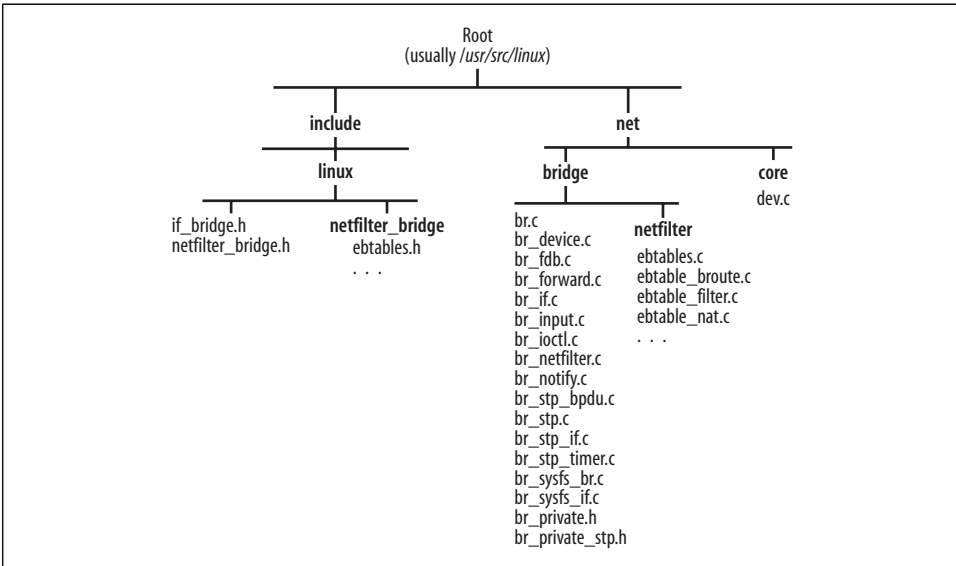 Root
(usually /usr/src/linux)
include
net
linux
bridge
core
dev.c
if_bridge.h
netfilter_bridge.h
netfilter_bridge
ebtables.h
. . .
br.c
br_device.c
br_fdb.c
br_forward.c
br_if.c
br_input.c
br_ioctl.c
br_netfilter.c
br_notify.c
br_stp_bpdu.c
br_stp.c
br_stp_if.c
br_stp_timer.c
br_sysfs_br.c
br_sysfs_if.c
br_private.h
br_private_stp.h
netfilter
ebtables.c
ebtable_broute.c
ebtable_filter.c
ebtable_nat.c
. . .